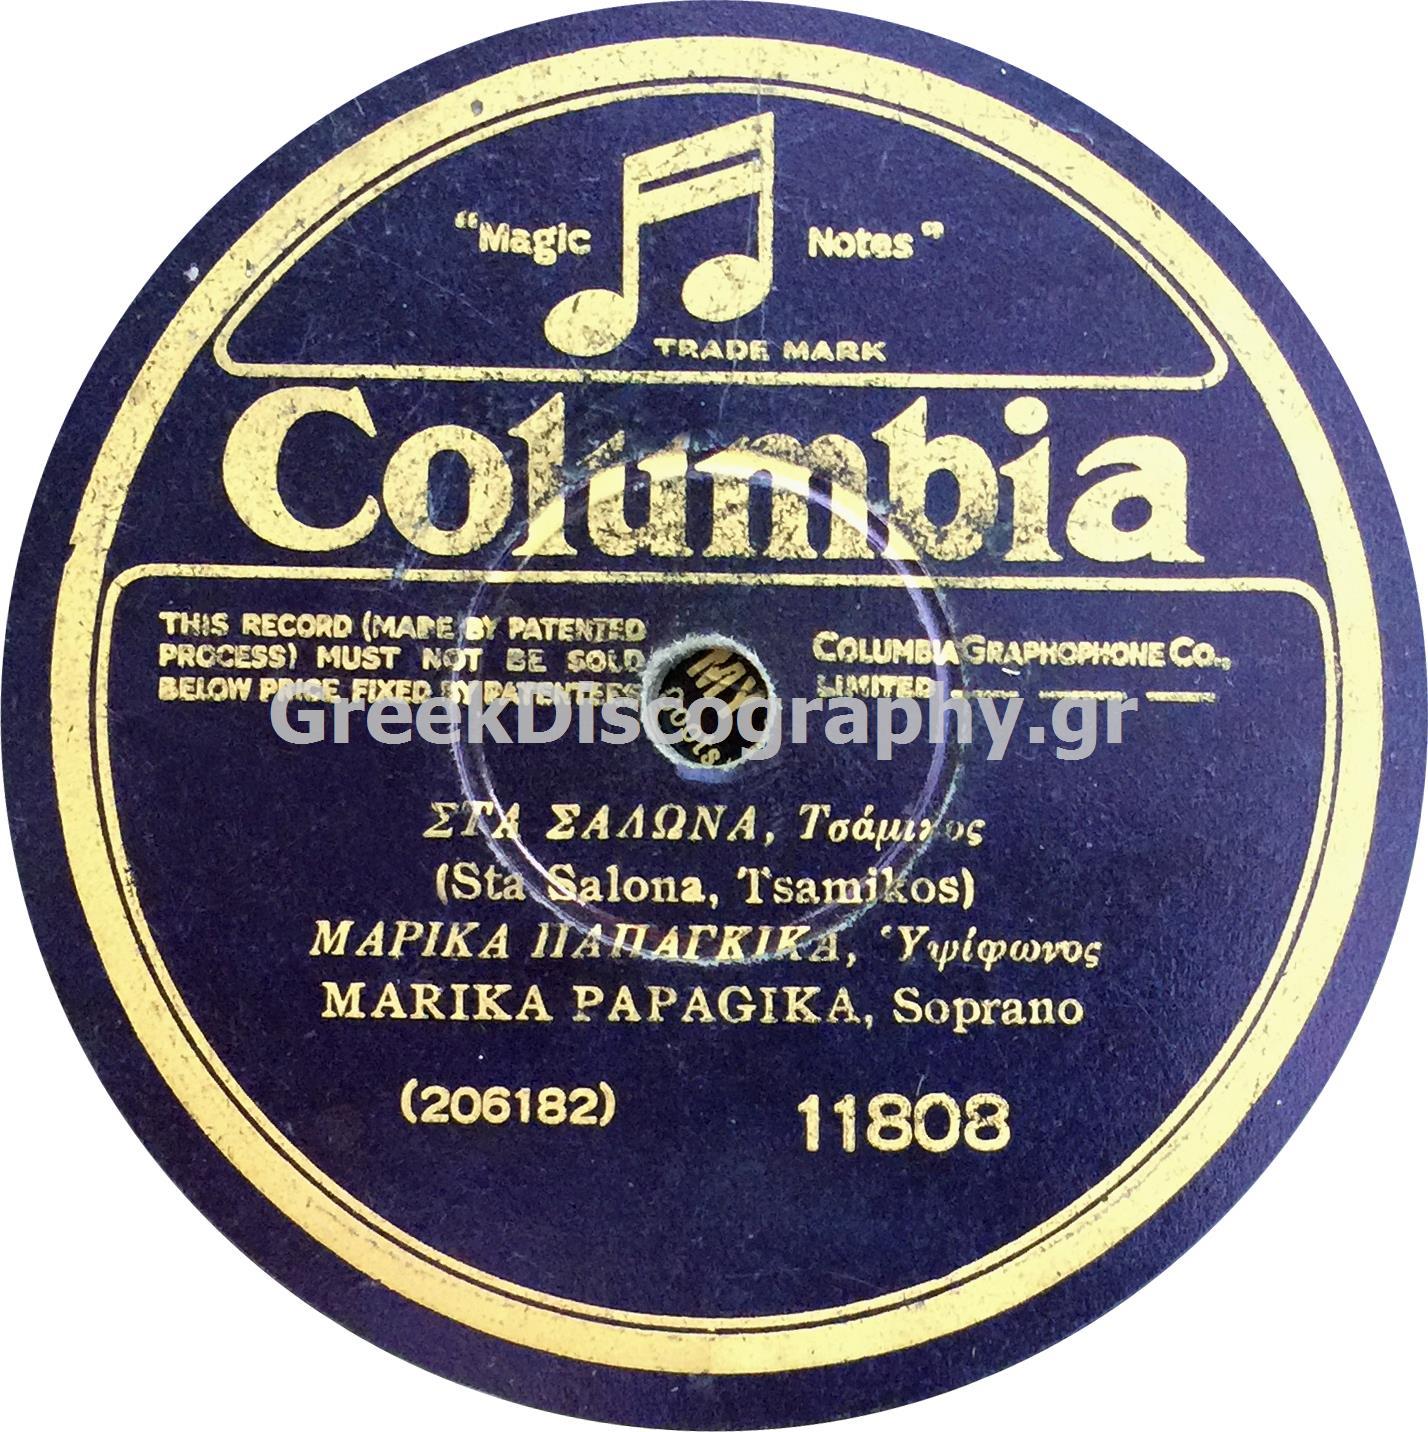 "Magic Notes"
TRADE MARK
Columbia
THIS RECORD (MADE BY PATENTED
PROCESS) MUST NOT BE SOLD
BELOW PRICE FIXED BY PATENTEES
COLUMBIA GRAPHOPHONE CO.,
LIMITED
GreekDiscography.gr
ΣΤΑ ΣΑΛΩΝΑ, Τσάμικος
(Sta Salona, Tsamikos)
ΜΑΡΙΚΑ ΠΑΠΑΓΚΙΚΑ, Ὑψίφωνος
MARIKA PAPAGIKA, Soprano
(206182) 11808